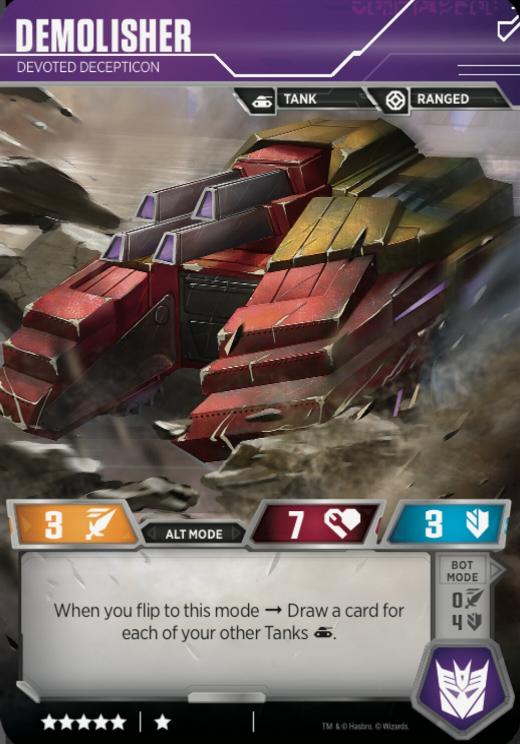 DEMOLISHER
DEVOTED DECEPTICON
TANK
RANGED
3
ALT MODE
7
3
When you flip to this mode → Draw a card for
each of your other Tanks.
BOT
MODE
0
4
TM & © Hasbro. © Wizards.